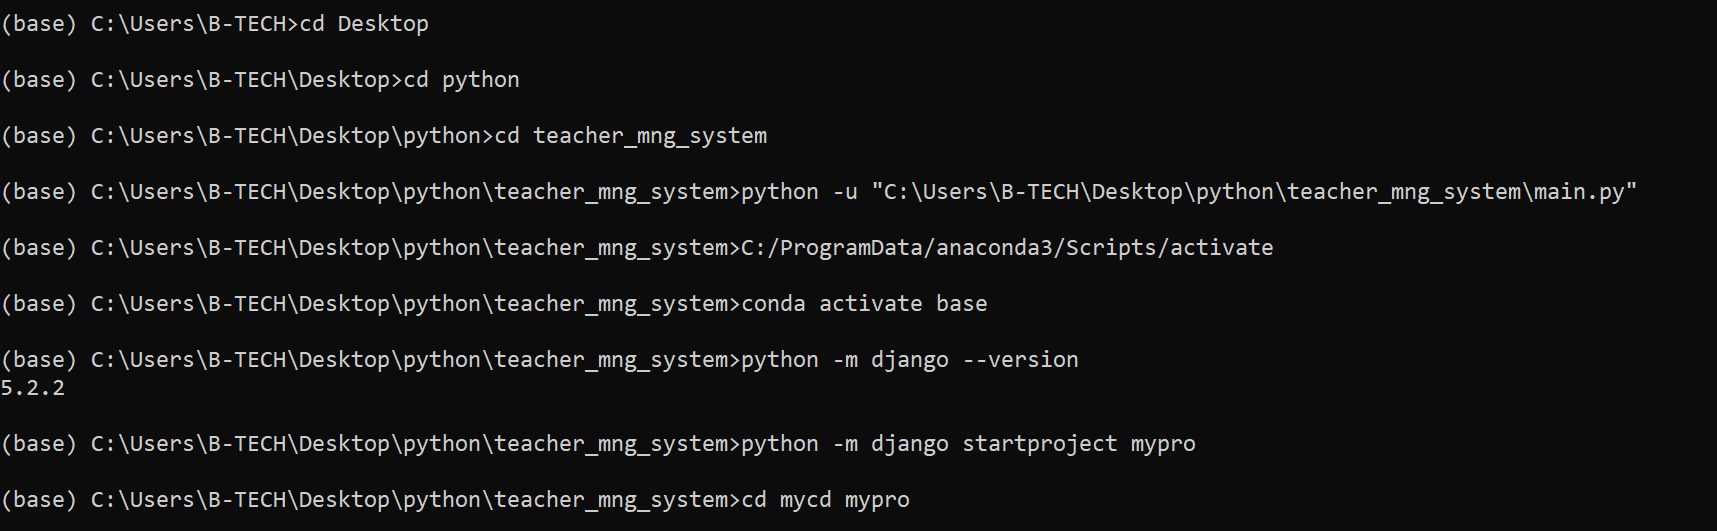 (base) C:\Users\B-TECH>cd Desktop
(base) C:\Users\B-TECH\Desktop>cd python
(base) C:\Users\B-TECH\Desktop\python>cd teacher_mng_system
(base) C:\Users\B-TECH\Desktop\python\teacher_mng_system>python -u "C:\Users\B-TECH\Desktop\python\teacher_mng_system\main.py"
(base) C:\Users\B-TECH\Desktop\python\teacher_mng_system>C:/ProgramData/anaconda3/Scripts/activate
(base) C:\Users\B-TECH\Desktop\python\teacher_mng_system>conda activate base
(base) C:\Users\B-TECH\Desktop\python\teacher_mng_system>python -m django --version
5.2.2
(base) C:\Users\B-TECH\Desktop\python\teacher_mng_system>python -m django startproject mypro
(base) C:\Users\B-TECH\Desktop\python\teacher_mng_system>cd mycd mypro